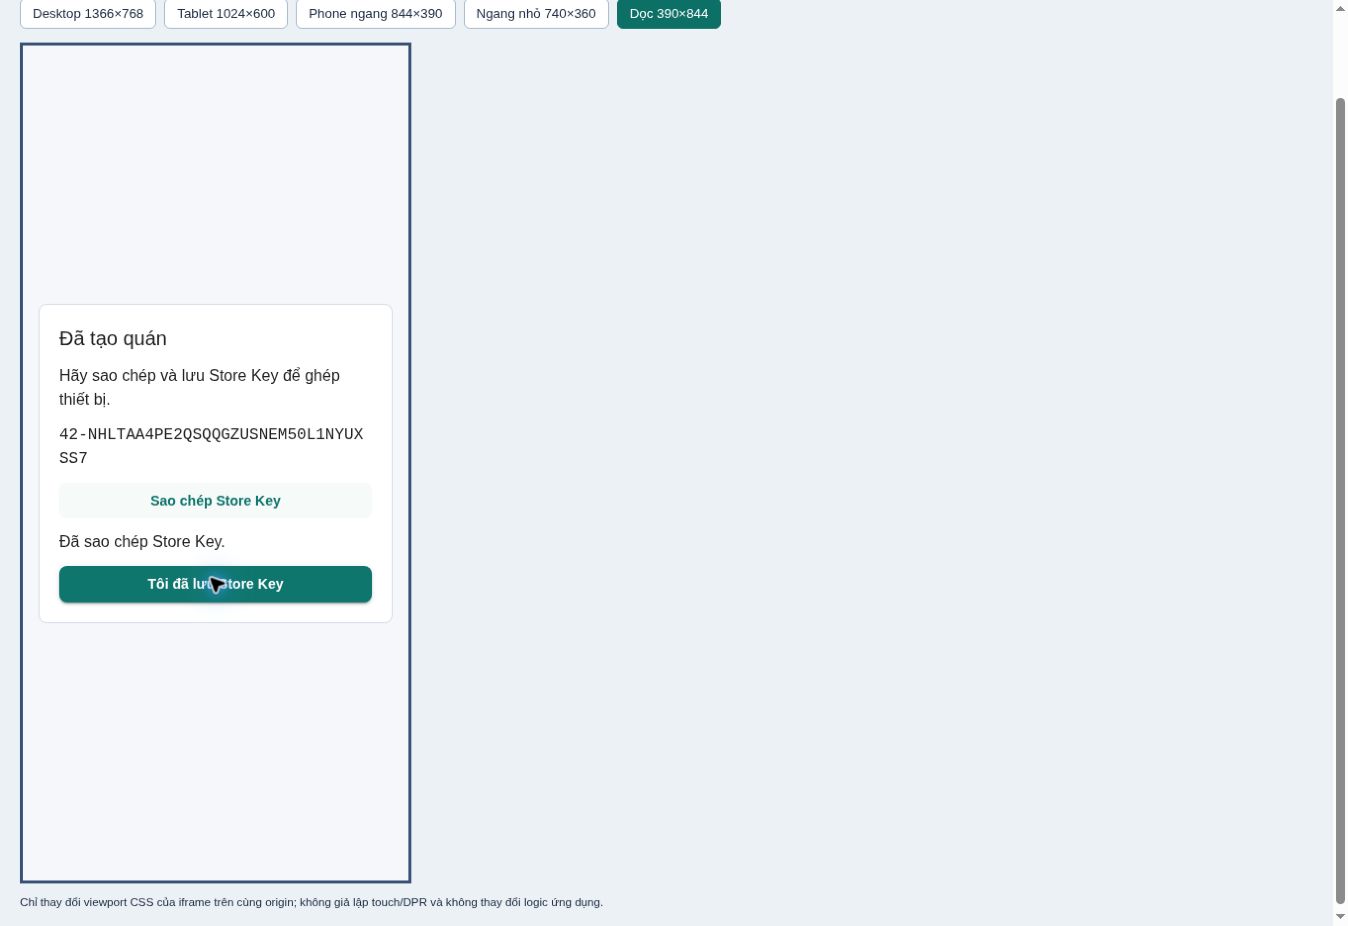 Desktop 1366×768 Tablet 1024×600 Phone ngang 844×390 Ngang nhỏ 740×360 Dọc 390×844
Đã tạo quán
Hãy sao chép và lưu Store Key để ghép
thiết bị.
42-NHLTAA4PE2QSQQGZUSNEM50L1NYUX
SS7
Sao chép Store Key
Đã sao chép Store Key.
Tôi đã lưu Store Key
Chỉ thay đổi viewport CSS của iframe trên cùng origin; không giả lập touch/DPR và không thay đổi logic ứng dụng.